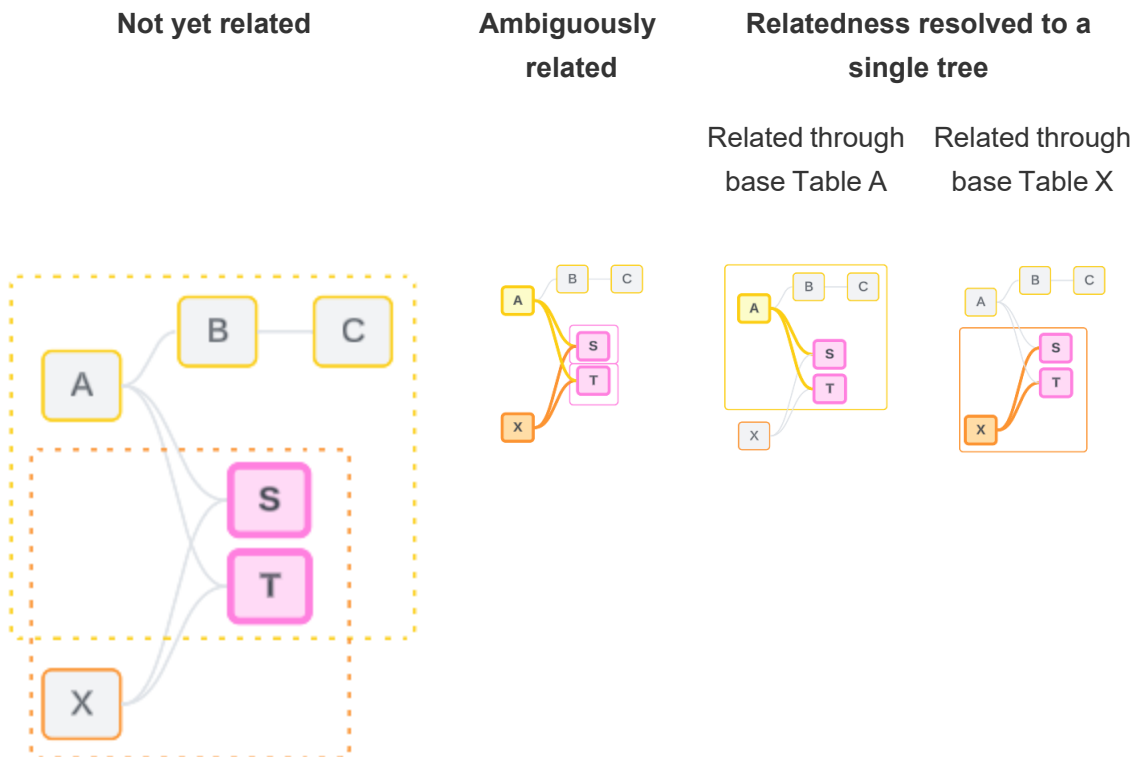 Not yet related
Ambiguously
related
Relatedness resolved to a
single tree
Related through
base Table A
Related through
base Table X
B C
A
S
T
X
A
B C
S
T
X
A
B C
S
T
X
A
B C
S
T
X